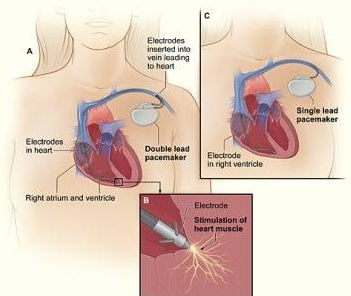 A
Electrodes
inserted into
vein leading
to heart
Electrodes
in heart
Double lead
pacemaker
Right atrium and ventricle
B
Electrode
Stimulation of
heart muscle
C
Single lead
pacemaker
Electrode
in right ventricle